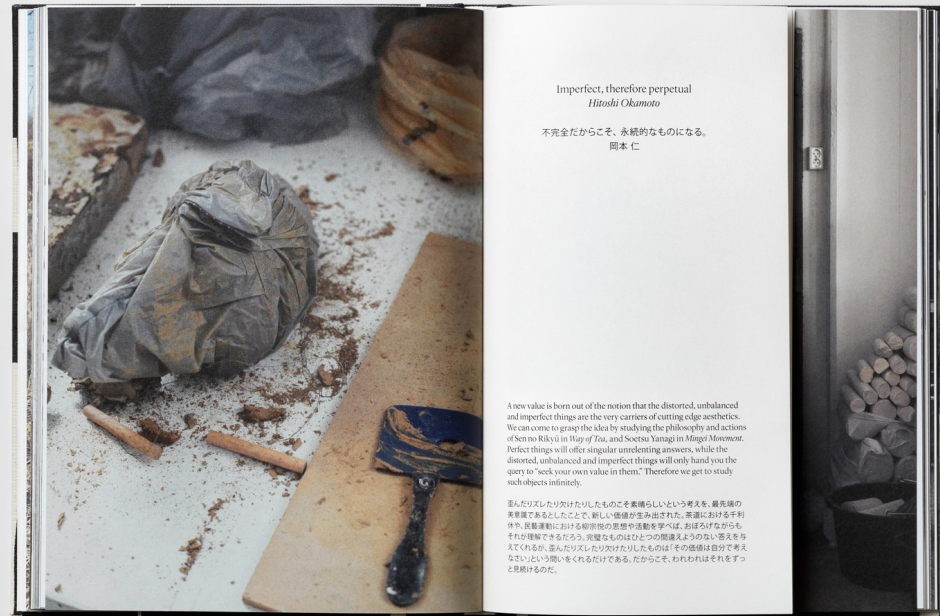 Imperfect, therefore perpetual
Hitoshi Okamoto
不完全だからこそ、永続的なものになる。
岡本 仁
A new value is born out of the notion that the distorted, unbalanced
and imperfect things are the very carriers of cutting edge aesthetics.
We can come to grasp the idea by studying the philosophy and actions
of Sen no Rikyū in Way of Tea, and Soetsu Yanagi in Mingei Movement.
Perfect things will offer singular unrelenting answers, while the
distorted, unbalanced and imperfect things will only hand you the
query to “seek your own value in them.” Therefore we get to study
such objects infinitely.
歪んだりズレたり欠けたりしたものこそ素晴らしいという考えを、最先端の
美意識であるとしたことで、新しい価値が生み出された。茶道における千利
休や、民藝運動における柳宗悦の思想や活動を学べば、おぼろげながらも
それが理解できるだろう。完璧なものはひとつの間違えようのない答えを与
えてくれるが、歪んだりズレたり欠けたりしたものは「その価値は自分で考え
なさい」という問いをくれるだけである。だからこそ、われわれはそれをずっ
と見続けるのだ。